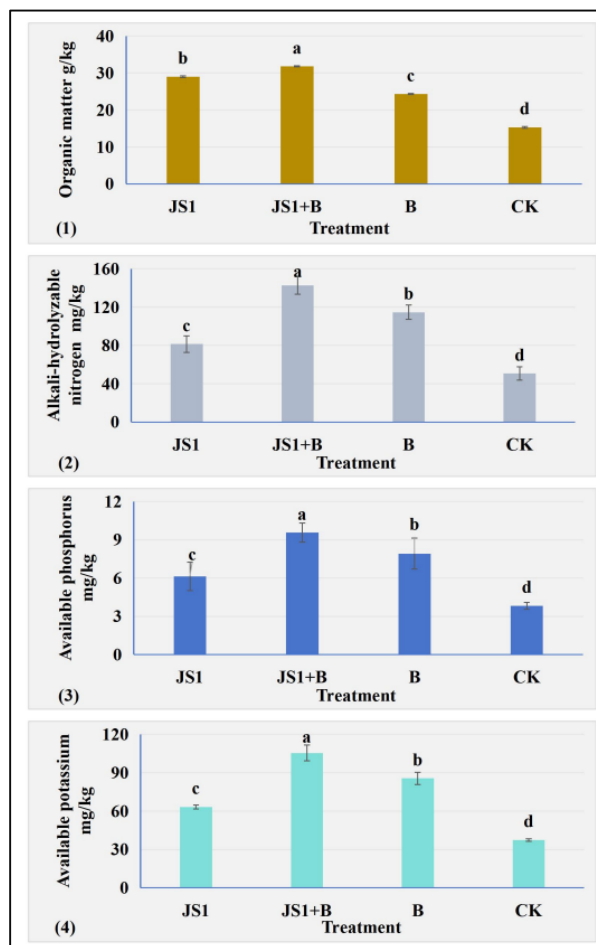 Organic matter g/kg
40
30
20
10
0
b
a
c
d
JS1 JS1+B B CK
Treatment
(1)
Alkali-hydrolyzable
nitrogen mg/kg
160
120
80
40
0
c
a
b
d
JS1 JS1+B B CK
Treatment
(2)
Available phosphorus
mg/kg
12
9
6
3
0
c
a
b
d
JS1 JS1+B B CK
Treatment
(3)
Available potassium
mg/kg
120
90
60
30
0
c
a
b
d
JS1 JS1+B B CK
Treatment
(4)